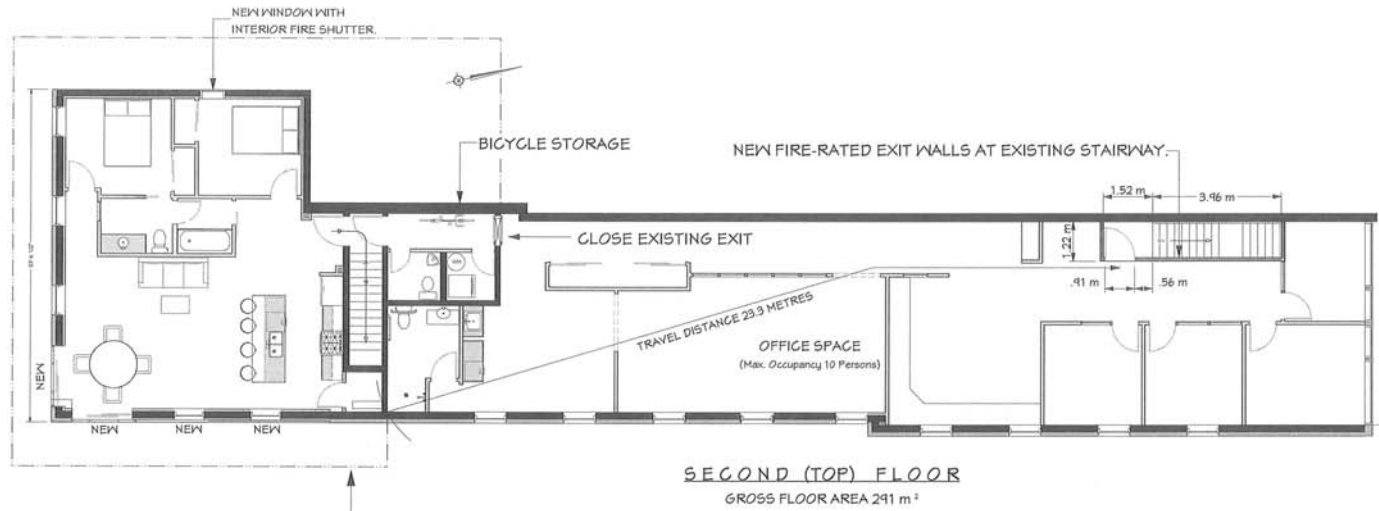 NEW WINDOW WITH
INTERIOR FIRE SHUTTER.
BICYCLE STORAGE
NEW FIRE-RATED EXIT WALLS AT EXISTING STAIRWAY.
1.52 m
3.96 m
1.22 m
CLOSE EXISTING EXIT
.91 m
.56 m
TRAVEL DISTANCE 23.3 METRES
OFFICE SPACE
(Max. Occupancy 10 Persons)
NEW
NEW
NEW
NEW
SECOND (TOP) FLOOR
GROSS FLOOR AREA 291 m²